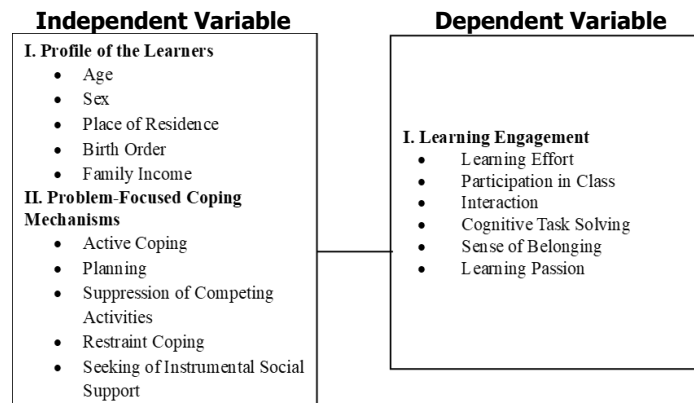 Independent Variable
I. Profile of the Learners
• Age
• Sex
• Place of Residence
• Birth Order
• Family Income
II. Problem-Focused Coping
Mechanisms
• Active Coping
• Planning
• Suppression of Competing
Activities
• Restraint Coping
• Seeking of Instrumental Social
Support
Dependent Variable
I. Learning Engagement
• Learning Effort
• Participation in Class
• Interaction
• Cognitive Task Solving
• Sense of Belonging
• Learning Passion